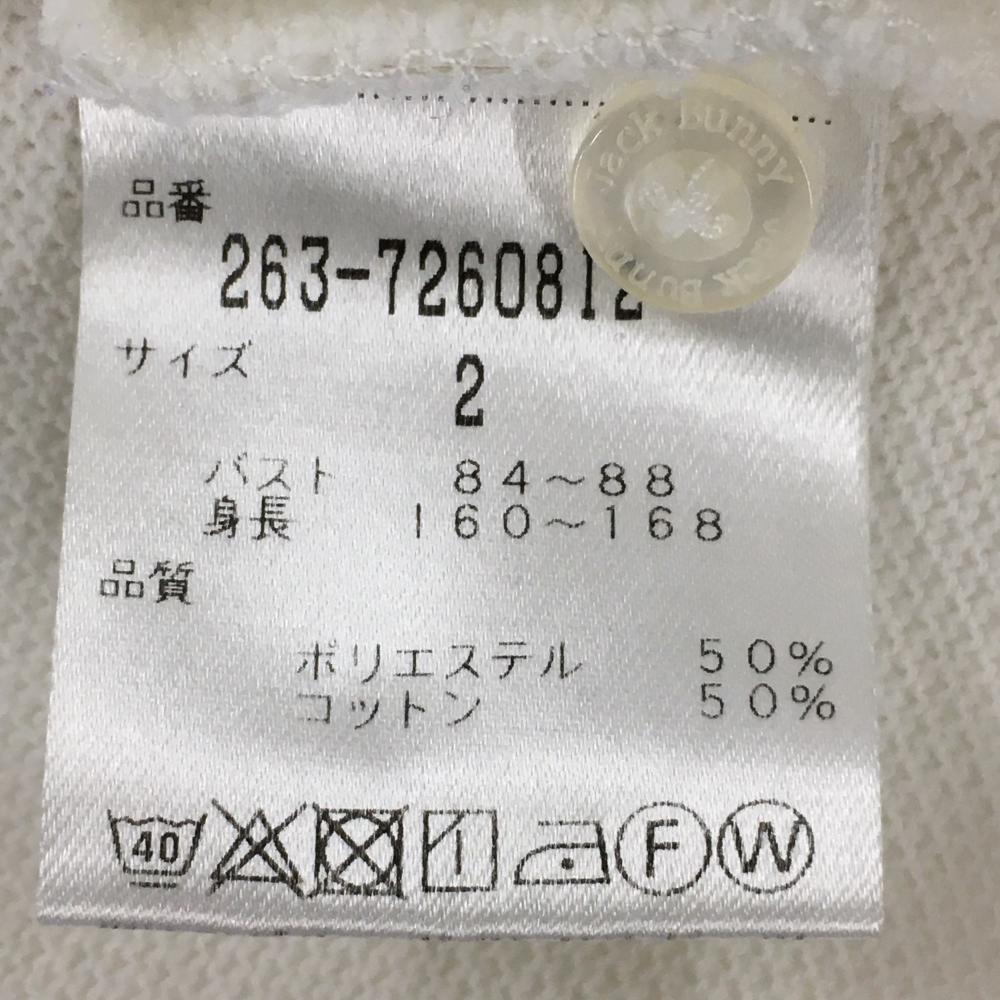 Jack Bunny
品番
263-7260812
サイズ
2
バスト 84～88
身長 160～168
品質
ポリエステル 50%
コットン 50%
40
F
W